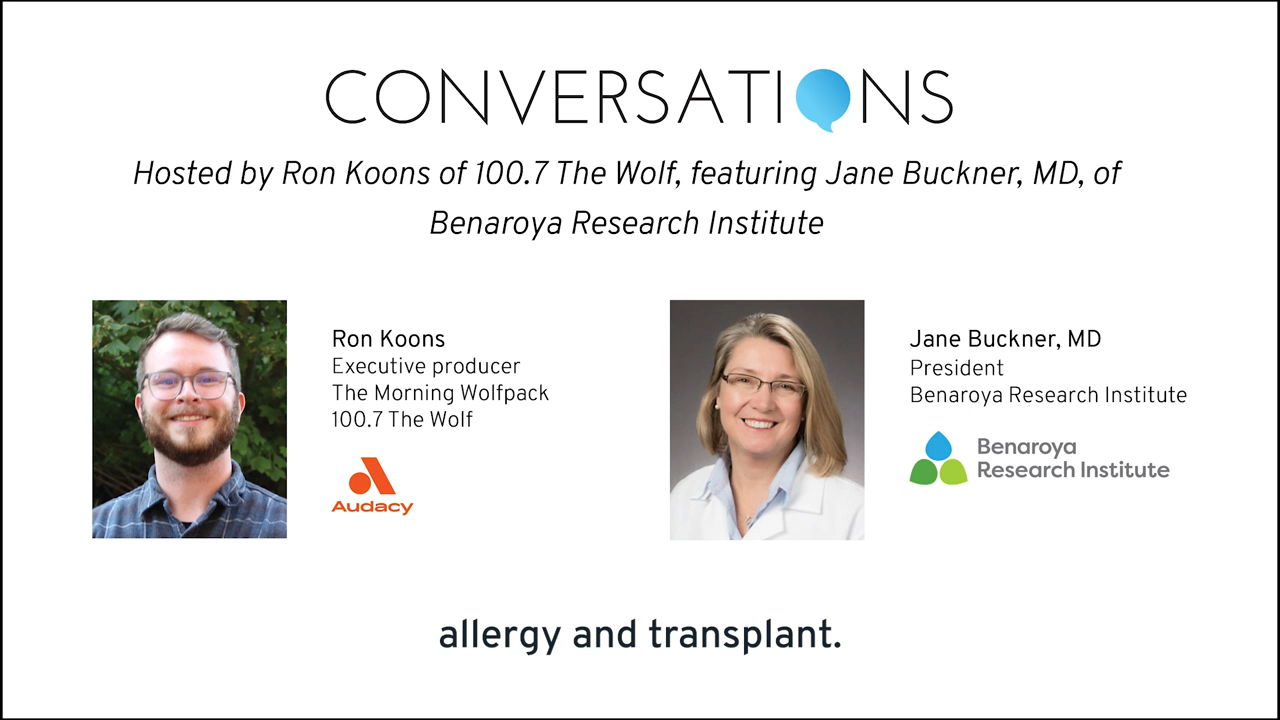 CONVERSATIONS
Hosted by Ron Koons of 100.7 The Wolf, featuring Jane Buckner, MD, of
Benaroya Research Institute
Ron Koons
Executive producer
The Morning Wolfpack
100.7 The Wolf
Audacy
Jane Buckner, MD
President
Benaroya Research Institute
Benaroya
Research Institute
allergy and transplant.